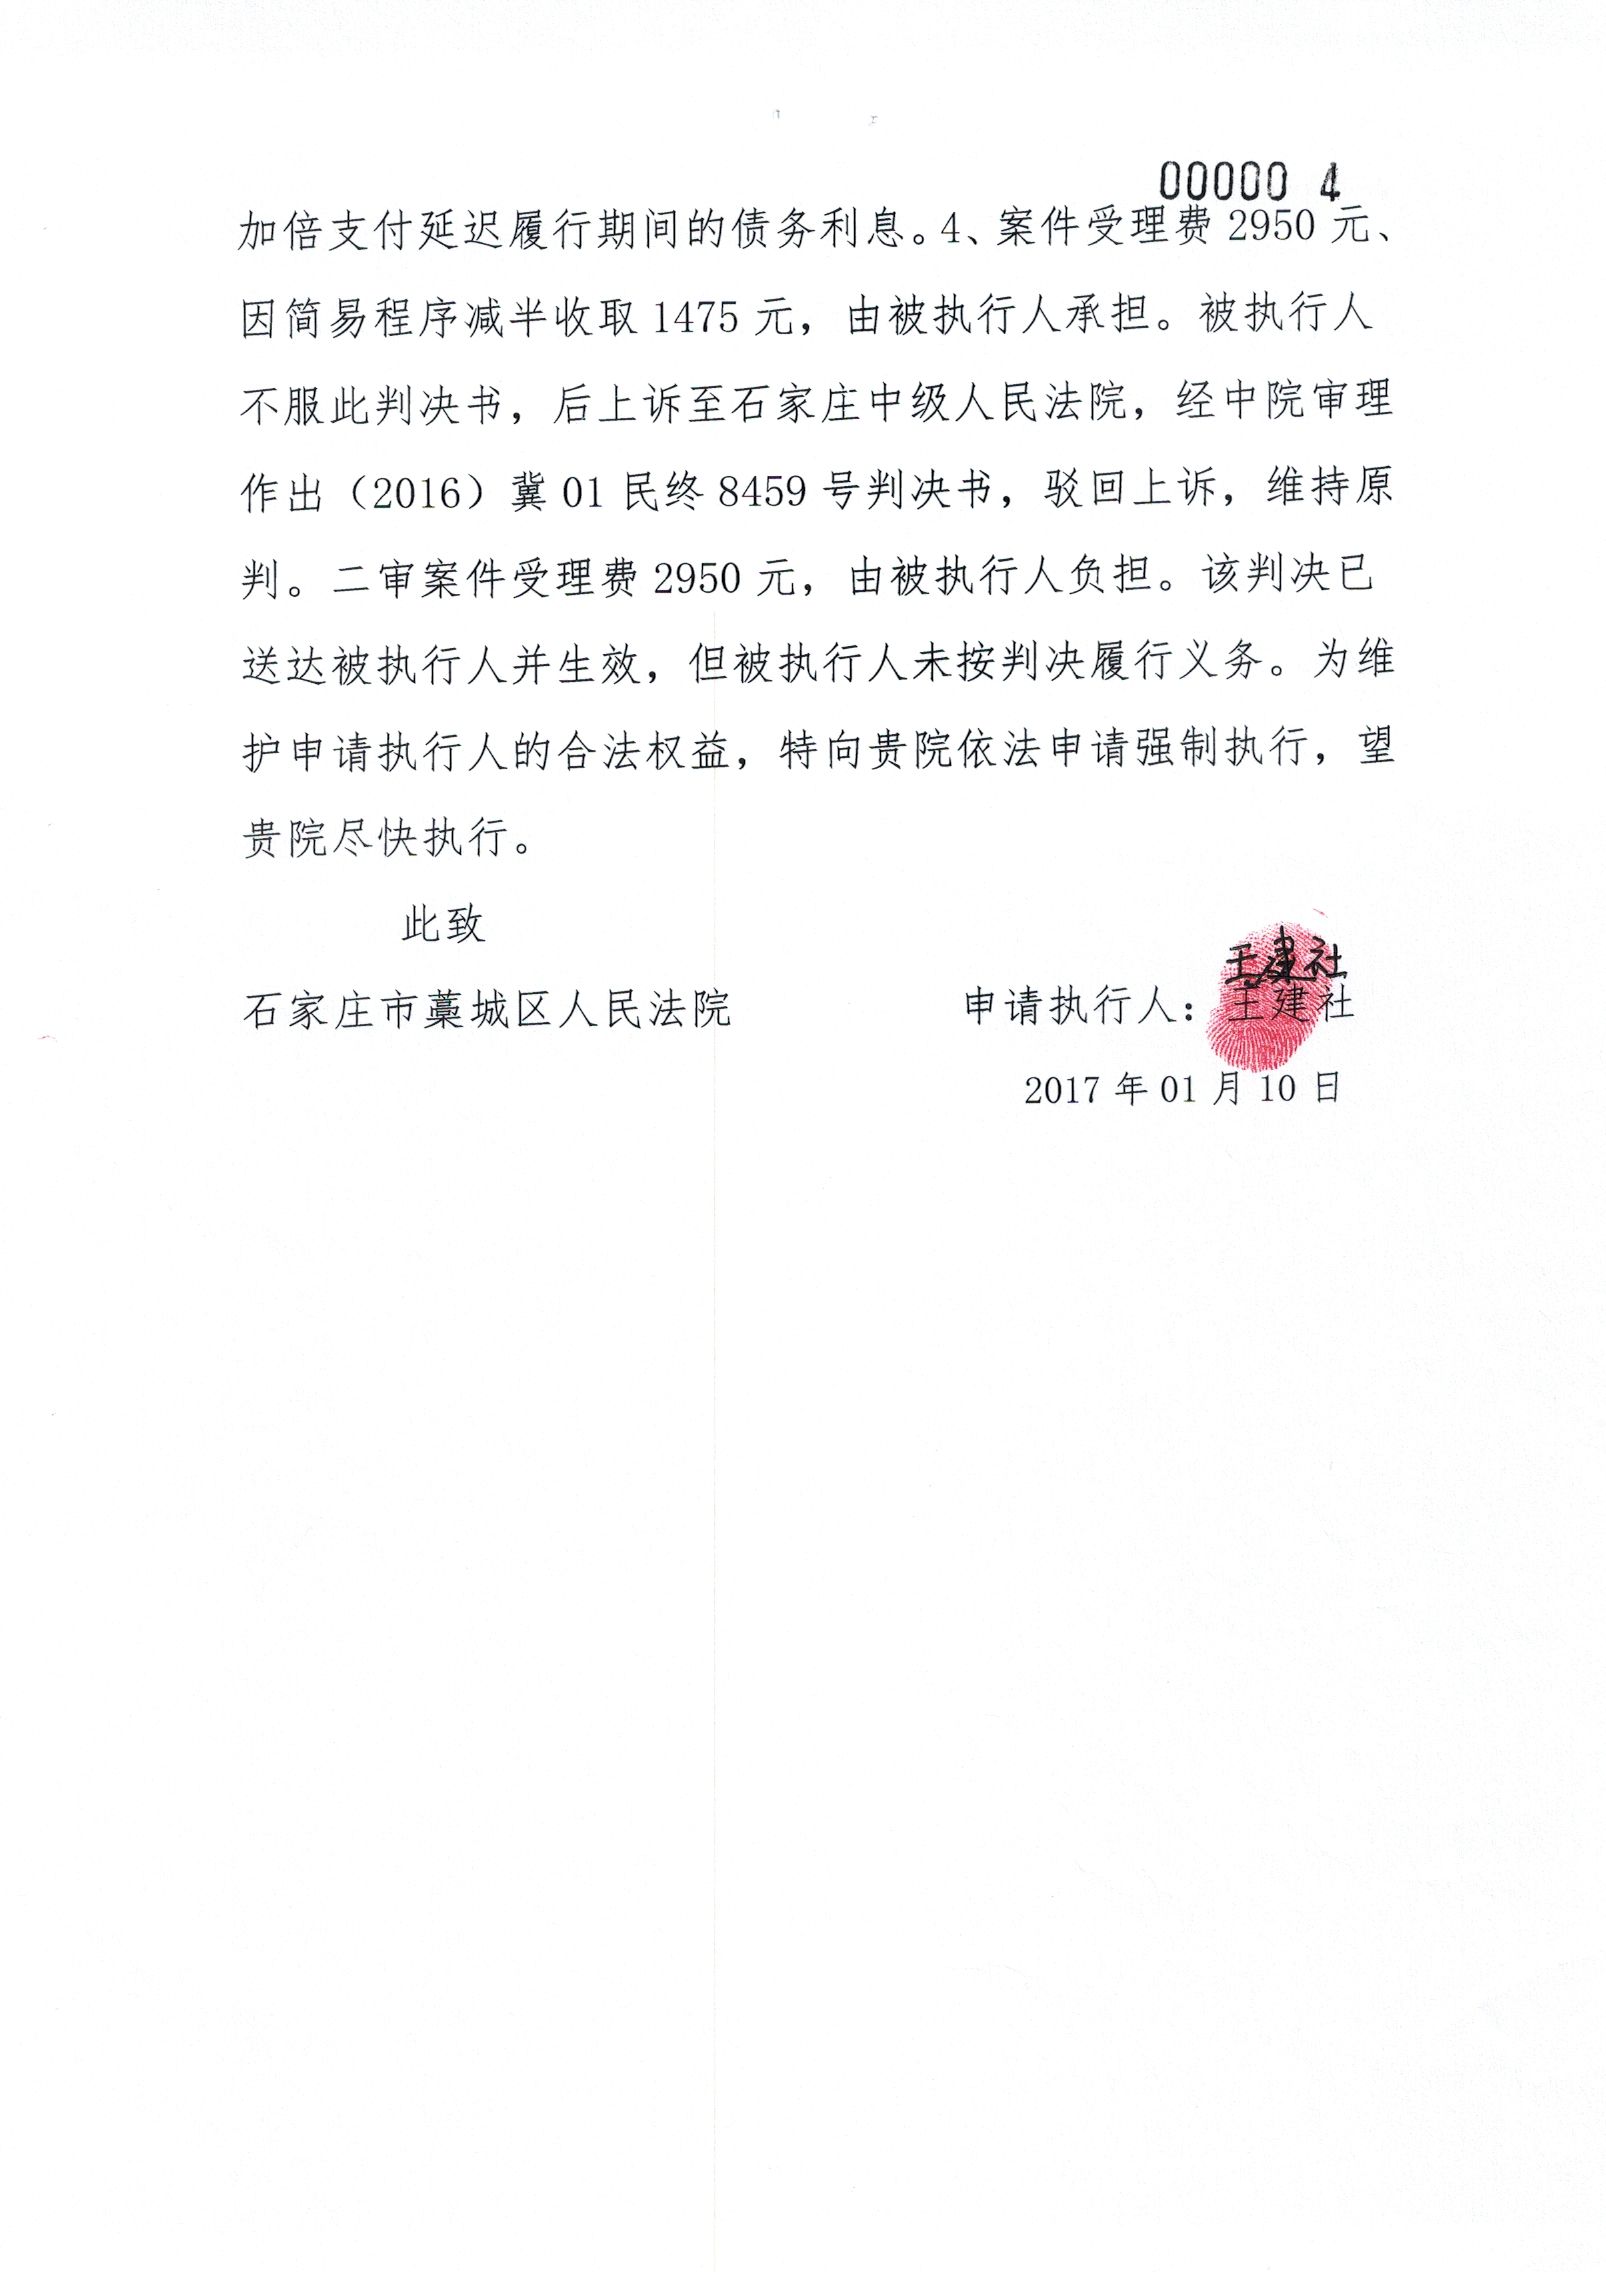 00000 4
加倍支付延迟履行期间的债务利息。4、案件受理费 2950 元、
因简易程序减半收取 1475 元，由被执行人承担。被执行人
不服此判决书，后上诉至石家庄中级人民法院，经中院审理
作出（2016）冀 01 民终 8459 号判决书，驳回上诉，维持原
判。二审案件受理费 2950 元，由被执行人负担。该判决已
送达被执行人并生效，但被执行人未按判决履行义务。为维
护申请执行人的合法权益，特向贵院依法申请强制执行，望
贵院尽快执行。
此致
王建社
石家庄市藁城区人民法院 申请执行人：王建社
2017 年 01 月 10 日